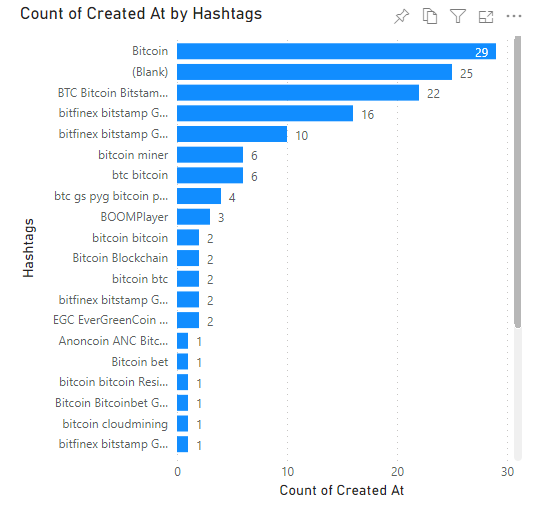 Count of Created At by Hashtags
Bitcoin 29
(Blank) 25
BTC Bitcoin Bitstam... 22
bitfinex bitstamp G... 16
bitfinex bitstamp G... 10
bitcoin miner 6
btc bitcoin 6
btc gs pyg bitcoin p... 4
BOOMPlayer 3
bitcoin bitcoin 2
Bitcoin Blockchain 2
bitcoin btc 2
bitfinex bitstamp G... 2
EGC EverGreenCoin ... 2
Anoncoin ANC Bitc... 1
Bitcoin bet 1
bitcoin bitcoin Resi... 1
Bitcoin Bitcoinbet G... 1
bitcoin cloudmining 1
bitfinex bitstamp G... 1
Hashtags
0 10 20 30
Count of Created At